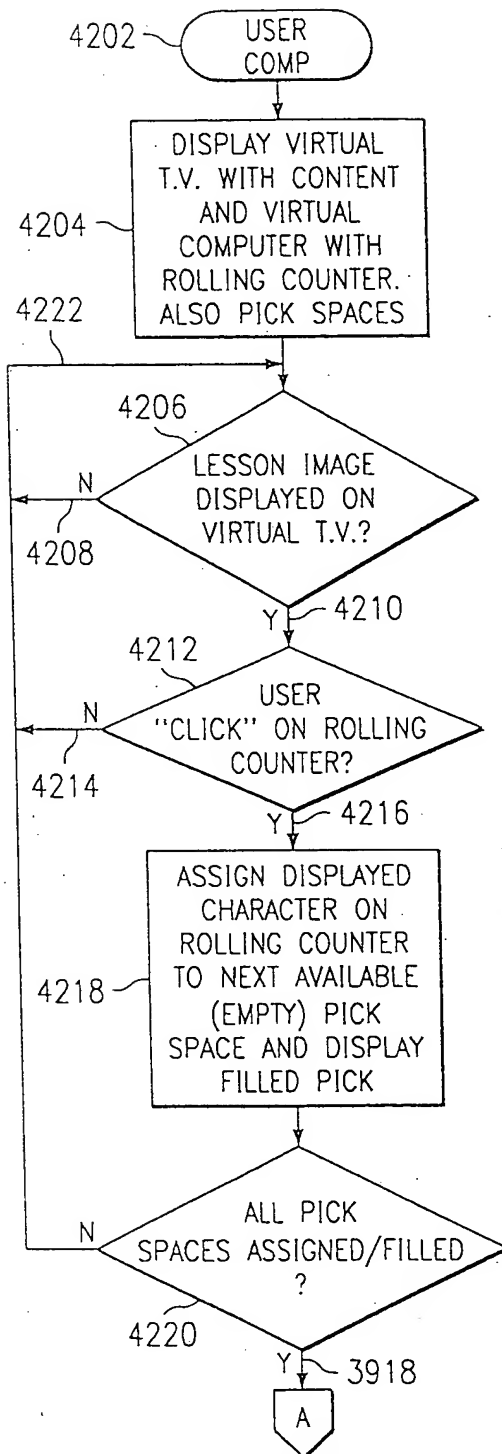 4202
USER
COMP
DISPLAY VIRTUAL
T.V. WITH CONTENT
AND VIRTUAL
COMPUTER WITH
ROLLING COUNTER.
ALSO PICK SPACES
4204
4222
4206
LESSON IMAGE
DISPLAYED ON
VIRTUAL T.V.?
N
4208
Y
4210
4212
USER
"CLICK" ON ROLLING
COUNTER?
N
4214
Y
4216
ASSIGN DISPLAYED
CHARACTER ON
ROLLING COUNTER
TO NEXT AVAILABLE
(EMPTY) PICK
SPACE AND DISPLAY
FILLED PICK
4218
ALL PICK
SPACES ASSIGNED/FILLED
?
N
4220
Y
3918
A